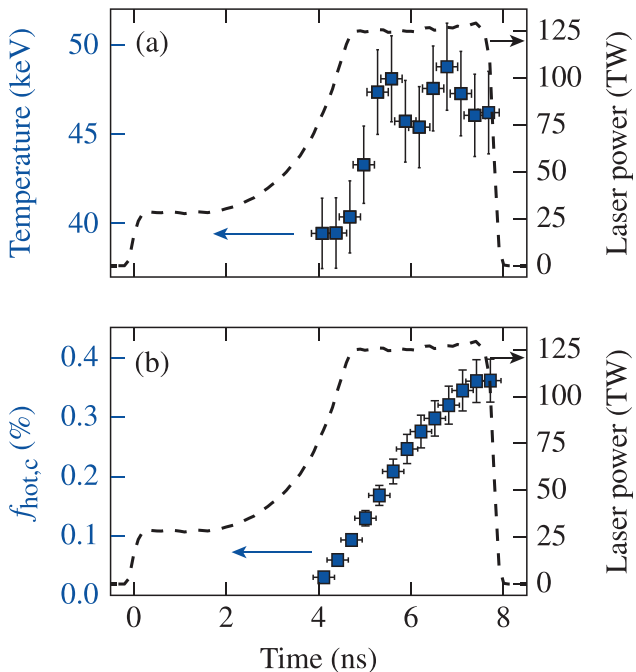 (a)
Temperature (keV)
50
45
40
Laser power (TW)
125
100
75
50
25
0
(b)
f_hot,c (%)
0.4
0.3
0.2
0.1
0.0
Laser power (TW)
125
100
75
50
25
0
0 2 4 6 8
Time (ns)